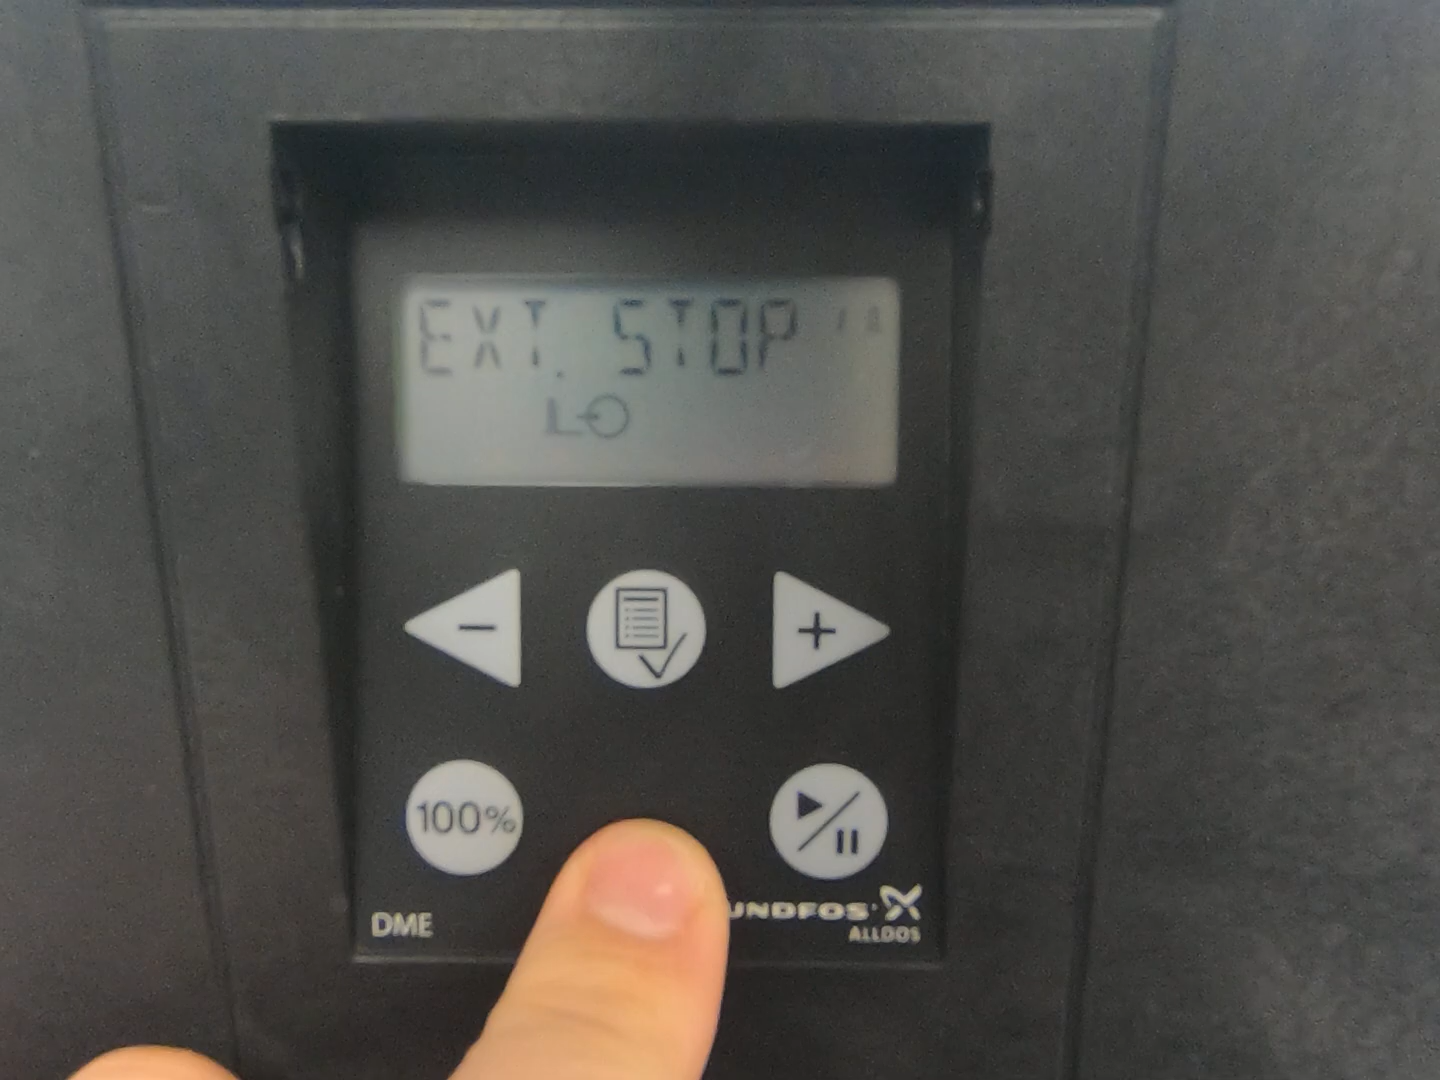 EXT. STOP
−
+
100%
DME
UNDFOS
ALLDOS